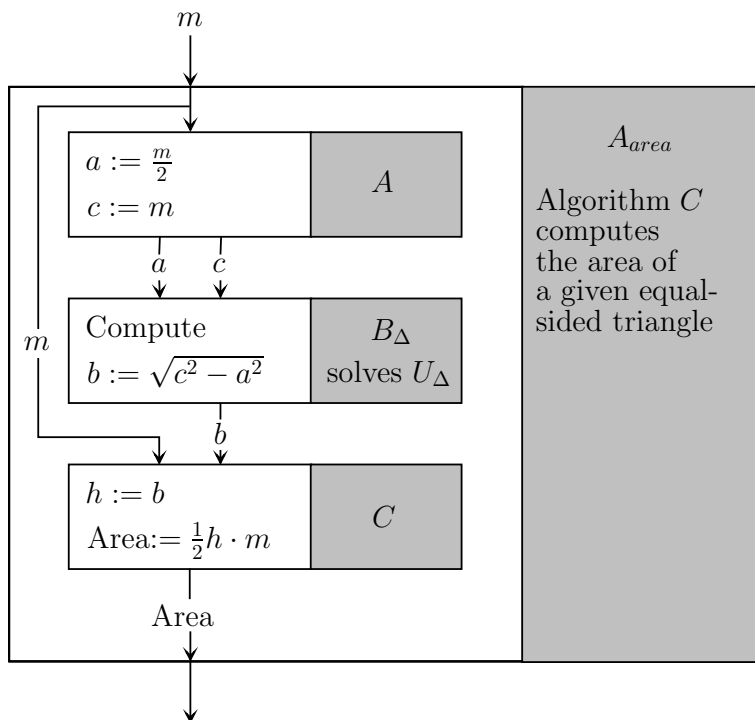 m
a := m/2
c := m
A
a
c
m
Compute
b := √(c² − a²)
B_Δ
solves U_Δ
b
h := b
Area:= ½h · m
C
Area
A_area
Algorithm C
computes
the area of
a given equal-
sided triangle